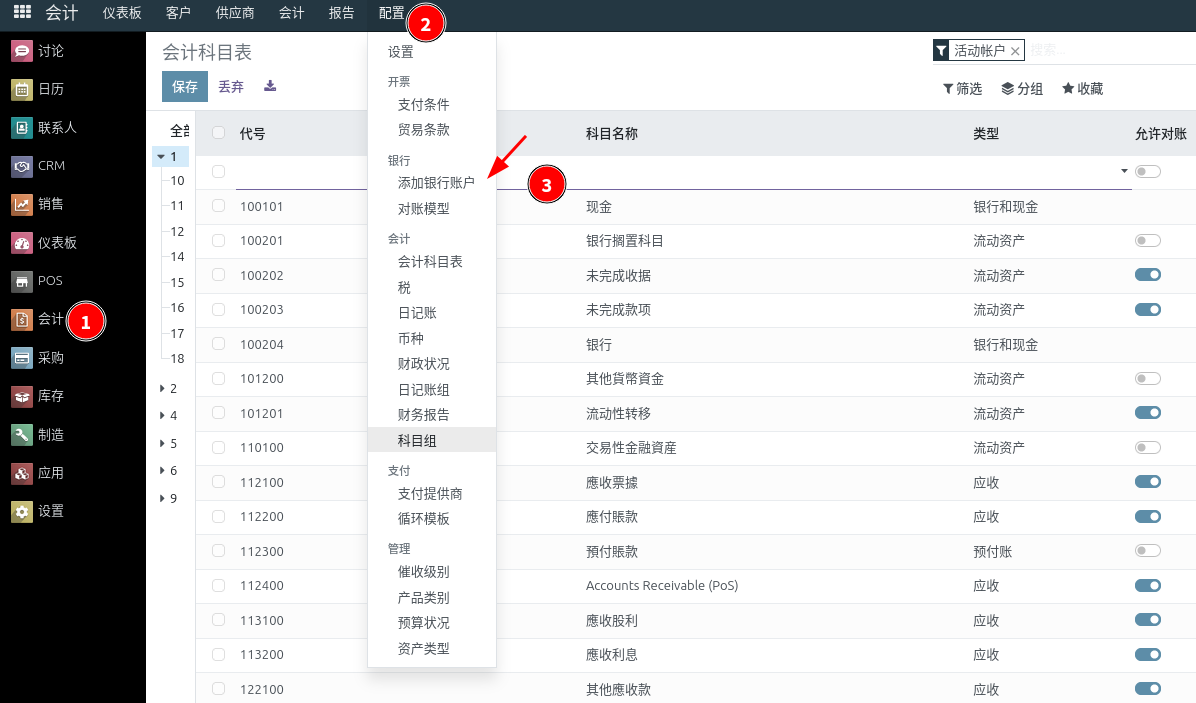 会计 仪表板 客户 供应商 会计 报告 配置 2
讨论
日历
联系人
CRM
销售
仪表板
POS
会计 1
采购
库存
制造
应用
设置
会计科目表
活动帐户 × 搜索...
保存 丢弃
筛选 分组 收藏
设置
开票
支付条件
贸易条款
银行
添加银行账户 3
对账模型
会计
会计科目表
税
日记账
币种
财政状况
日记账组
财务报告
科目组
支付
支付提供商
循环模板
管理
催收级别
产品类别
预算状况
资产类型
全部
1
10
11
12
14
15
16
17
18
2
4
5
6
9
代号 科目名称 类型 允许对账
100101 现金 银行和现金
100201 银行搁置科目 流动资产
100202 未完成收据 流动资产
100203 未完成款项 流动资产
100204 银行 银行和现金
101200 其他貨幣資金 流动资产
101201 流动性转移 流动资产
110100 交易性金融資産 流动资产
112100 應收票據 应收
112200 應付賬款 应收
112300 預付賬款 预付账
112400 Accounts Receivable (PoS) 应收
113100 應收股利 应收
113200 應收利息 应收
122100 其他應收款 应收